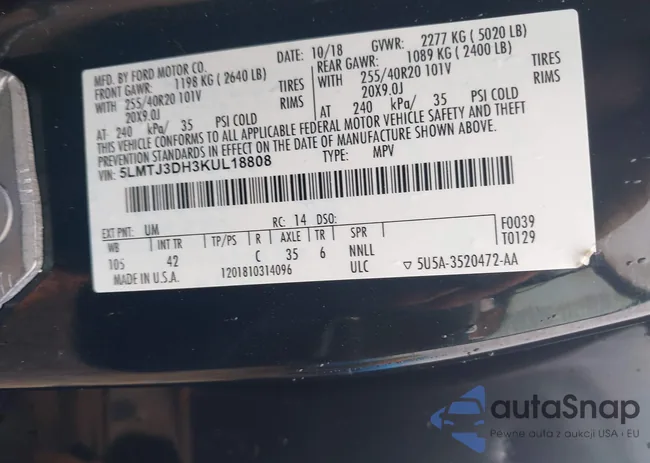 MFD. BY FORD MOTOR CO.
DATE: 10/18 GVWR: 2277 KG (5020 LB)
FRONT GAWR: 1198 KG (2640 LB) REAR GAWR: 1089 KG (2400 LB)
WITH 255/40R20 101V TIRES WITH 255/40R20 101V TIRES
20X9.0J RIMS 20X9.0J RIMS
AT 240 kPa/ 35 PSI COLD AT 240 kPa/ 35 PSI COLD
THIS VEHICLE CONFORMS TO ALL APPLICABLE FEDERAL MOTOR VEHICLE SAFETY AND THEFT
PREVENTION STANDARDS IN EFFECT ON THE DATE OF MANUFACTURE SHOWN ABOVE.
VIN: 5LMTJ3DH3KUL18808 TYPE: MPV
EXT PNT: UM RC: 14 DSO: F0039
WB INT TR TP/PS R AXLE TR SPR T0129
105 42 C 35 6 NNLL
MADE IN U.S.A. 1201810314096 ULC ▽ 5U5A-3520472-AA
autaSnap
Pewne auta z aukcji USA i EU